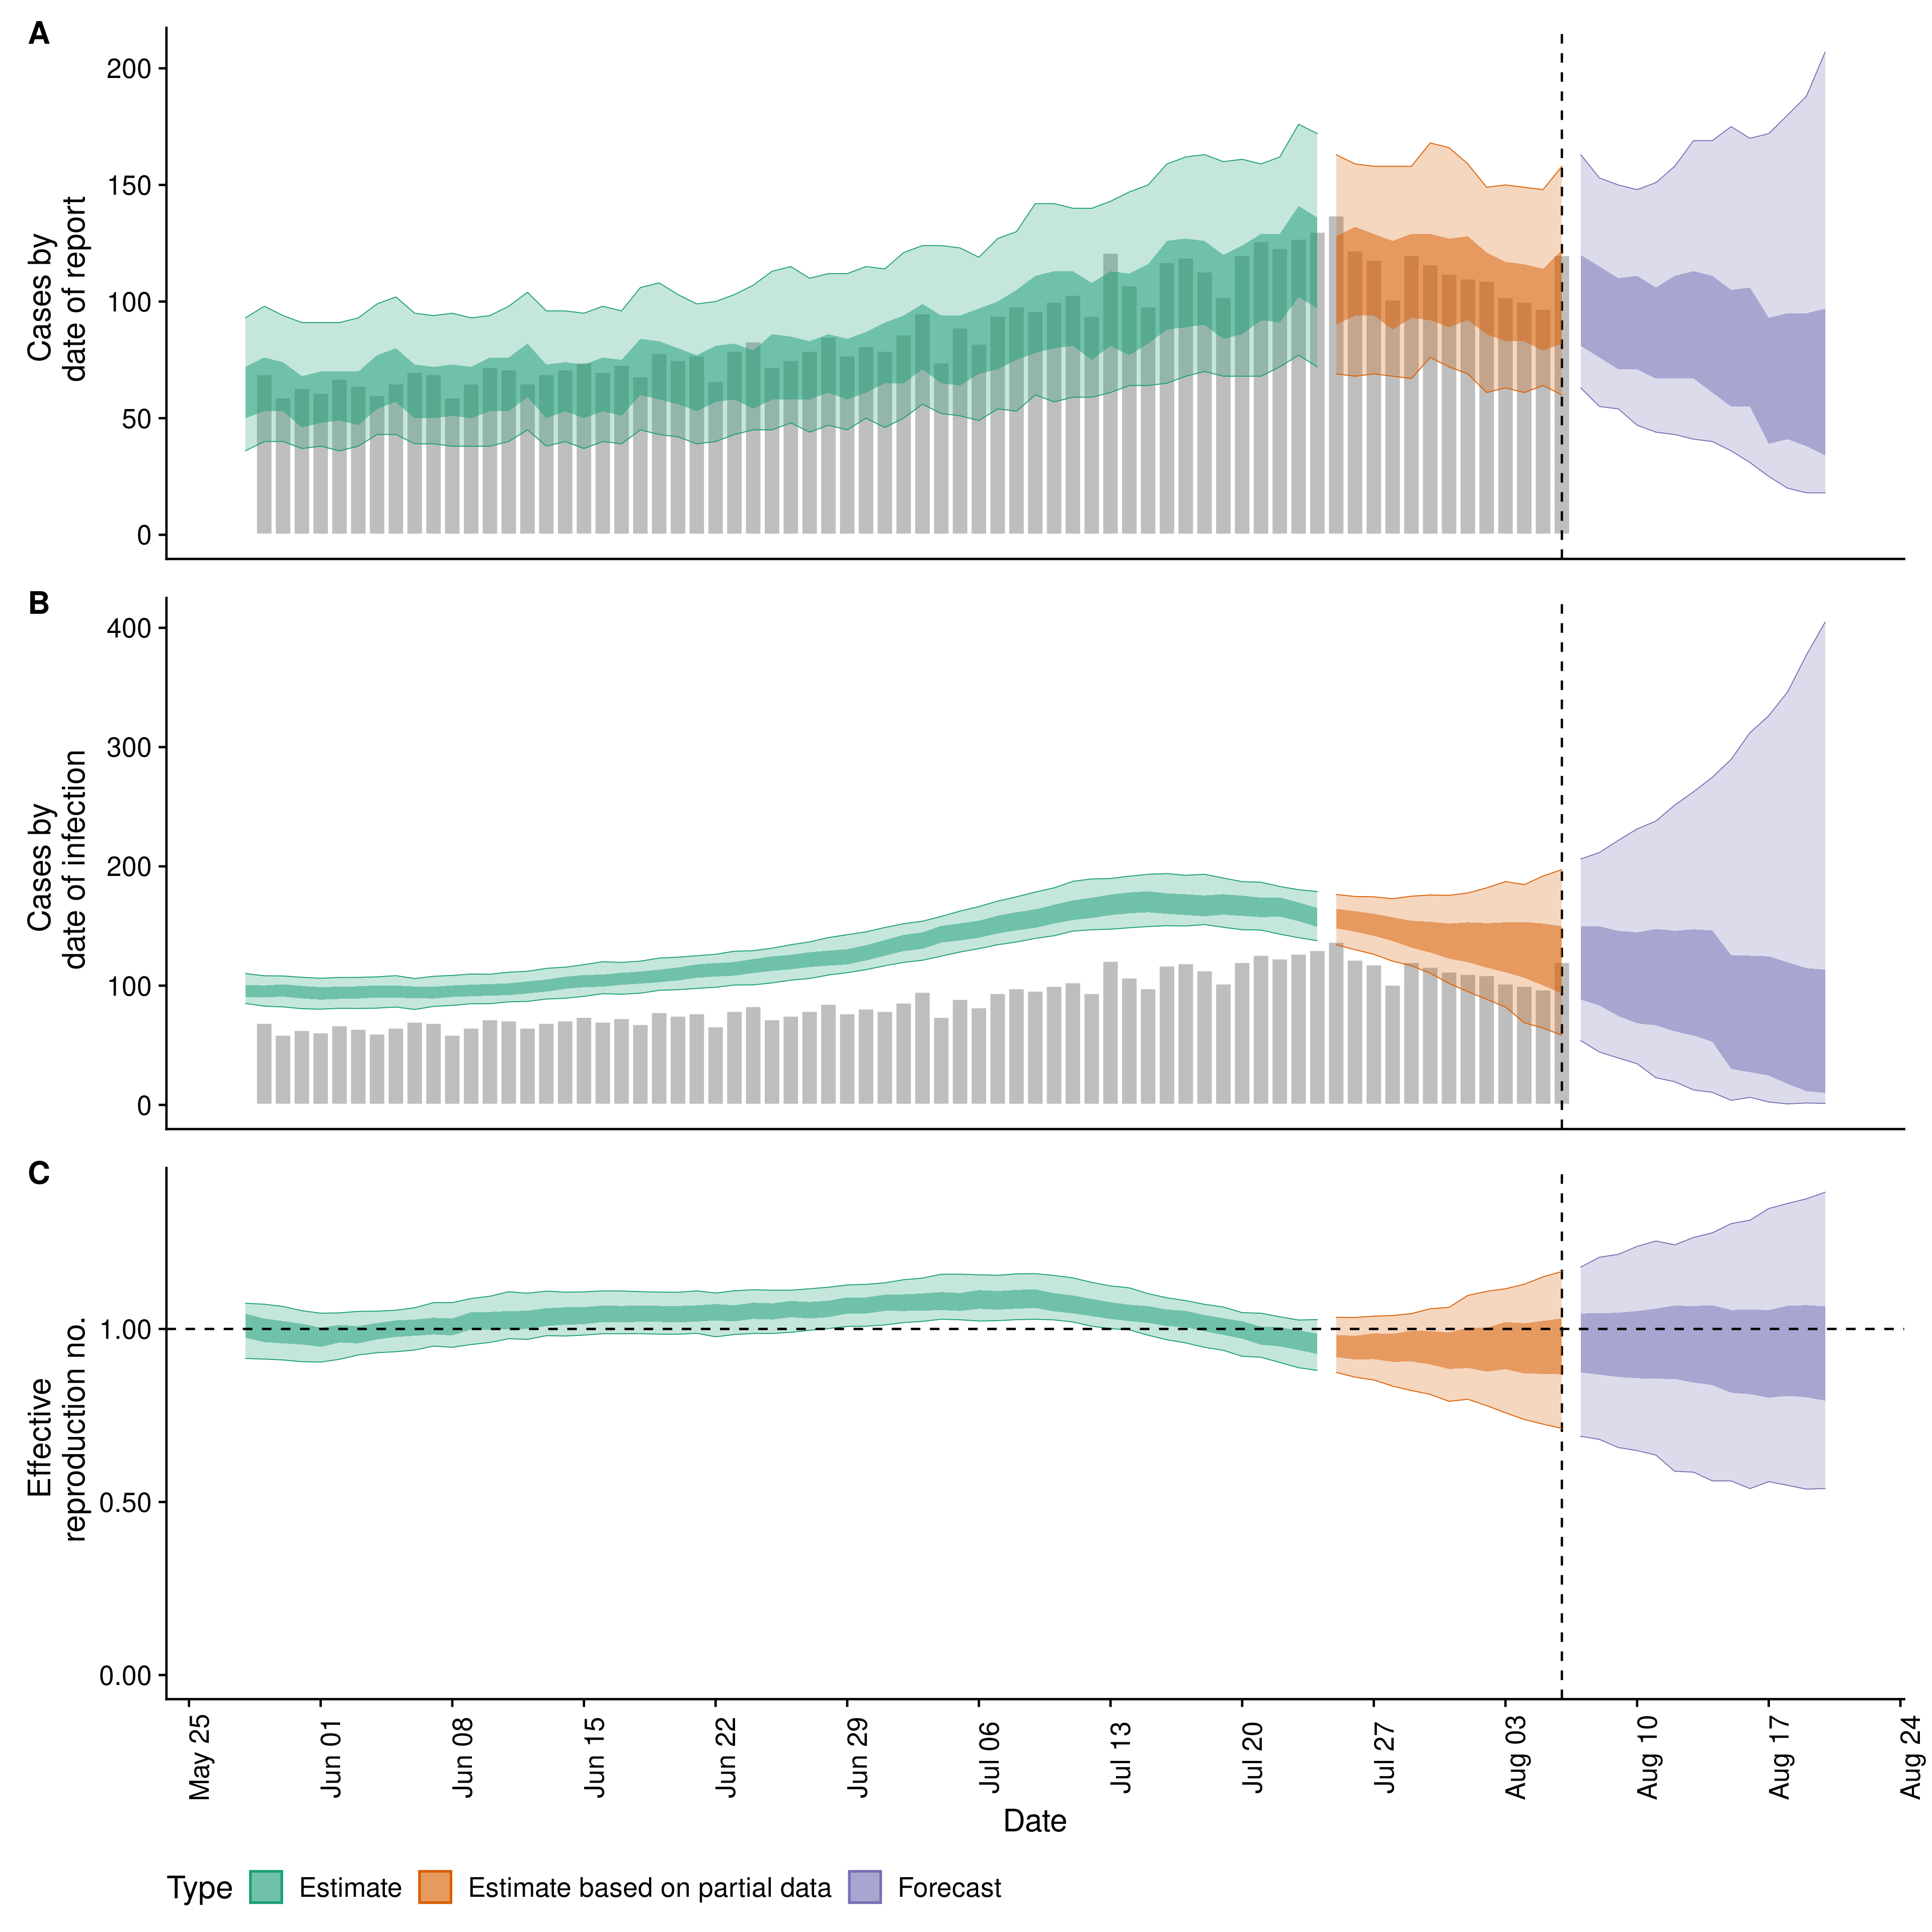 A
200
150
100
50
0
Cases by
date of report
B
400
300
200
100
0
Cases by
date of infection
C
1.00
0.50
0.00
Effective
reproduction no.
May 25
Jun 01
Jun 08
Jun 15
Jun 22
Jun 29
Jul 06
Jul 13
Jul 20
Jul 27
Aug 03
Aug 10
Aug 17
Aug 24
Date
Type Estimate Estimate based on partial data Forecast